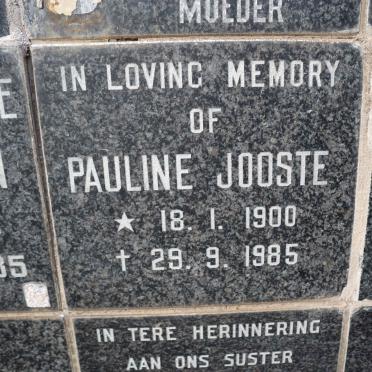 MOEDER
IN LOVING MEMORY
OF
PAULINE JOOSTE
★ 18. 1. 1900
† 29. 9. 1985
IN TERE HERINNERING
AAN ONS SUSTER